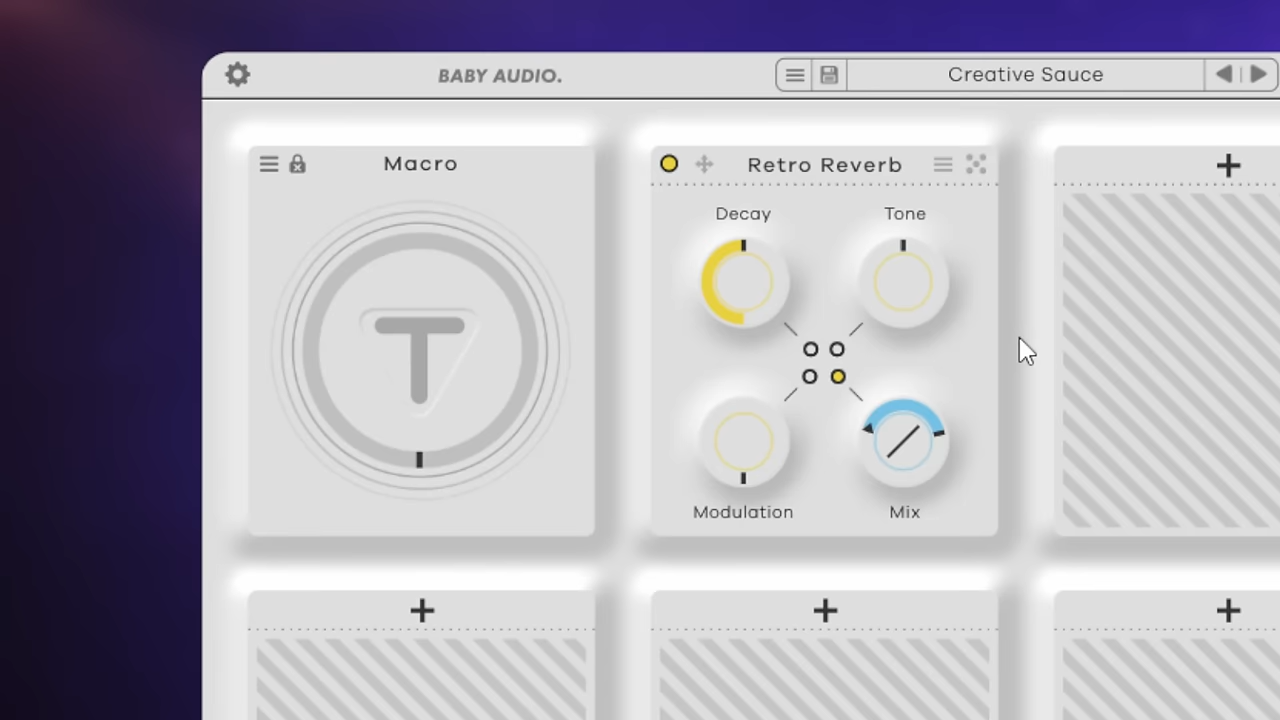 BABY AUDIO.
Creative Sauce
Macro
T
Retro Reverb
Decay
Tone
Modulation
Mix